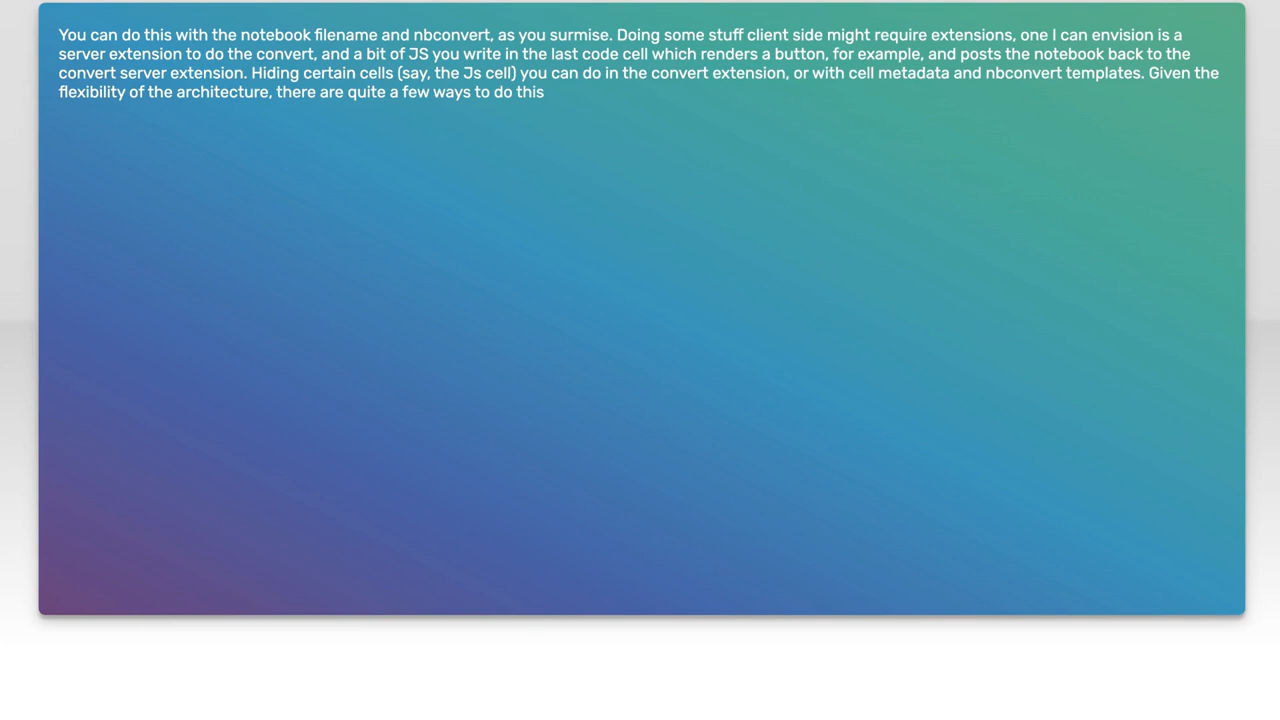 You can do this with the notebook filename and nbconvert, as you surmise. Doing some stuff client side might require extensions, one I can envision is a
server extension to do the convert, and a bit of JS you write in the last code cell which renders a button, for example, and posts the notebook back to the
convert server extension. Hiding certain cells (say, the Js cell) you can do in the convert extension, or with cell metadata and nbconvert templates. Given the
flexibility of the architecture, there are quite a few ways to do this